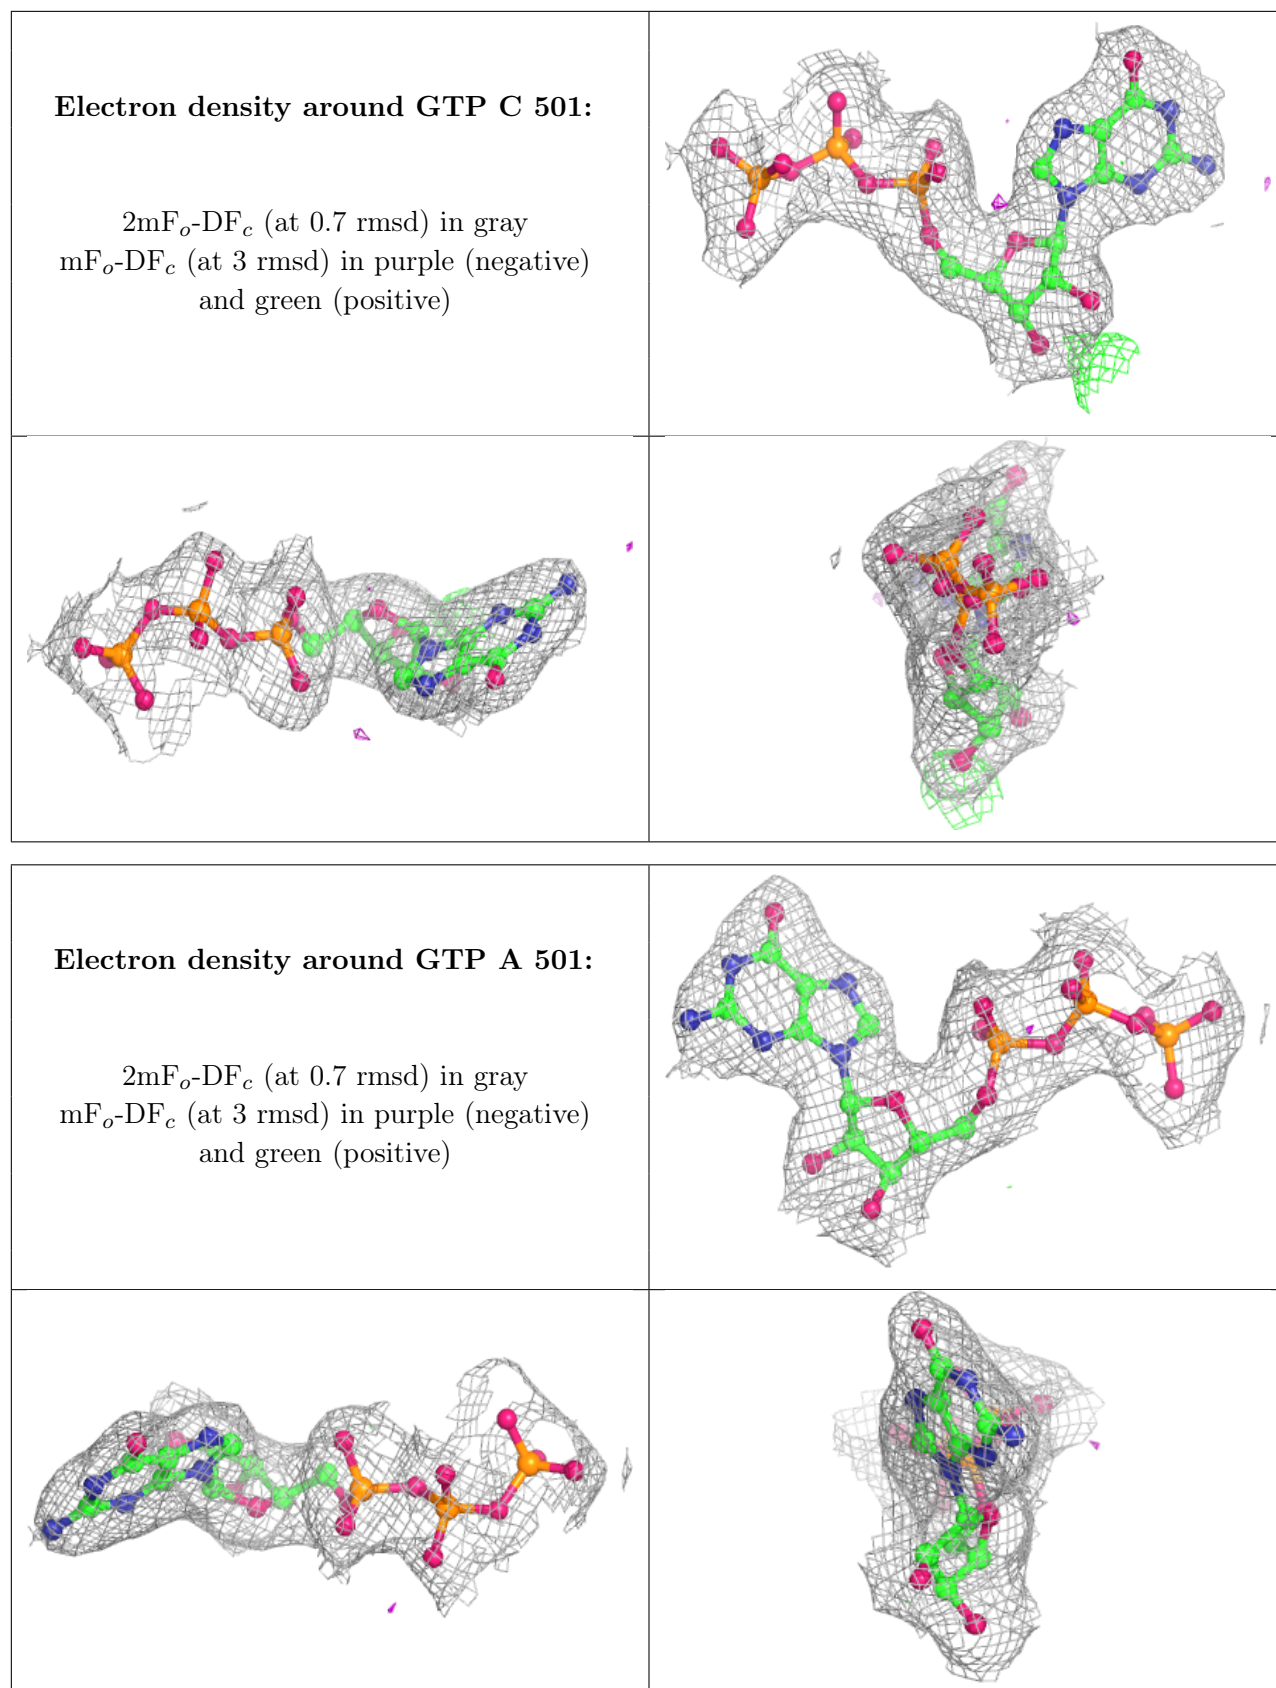 Electron density around GTP C 501:
2mFo-DFc (at 0.7 rmsd) in gray
mFo-DFc (at 3 rmsd) in purple (negative)
and green (positive)
Electron density around GTP A 501:
2mFo-DFc (at 0.7 rmsd) in gray
mFo-DFc (at 3 rmsd) in purple (negative)
and green (positive)